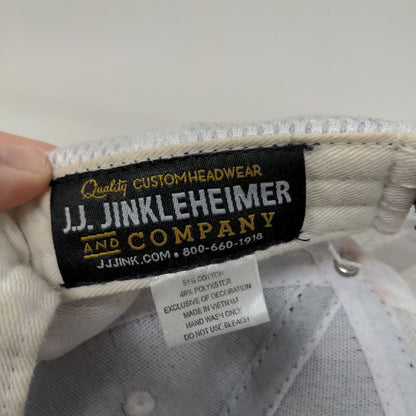 Quality CUSTOM HEADWEAR
J.J. JINKLEHEIMER
AND COMPANY
JJJINK.COM • 800-660-1918
51% COTTON
49% POLYESTER
EXCLUSIVE OF DECORATION
MADE IN VIETNAM
HAND WASH ONLY
DO NOT USE BLEACH